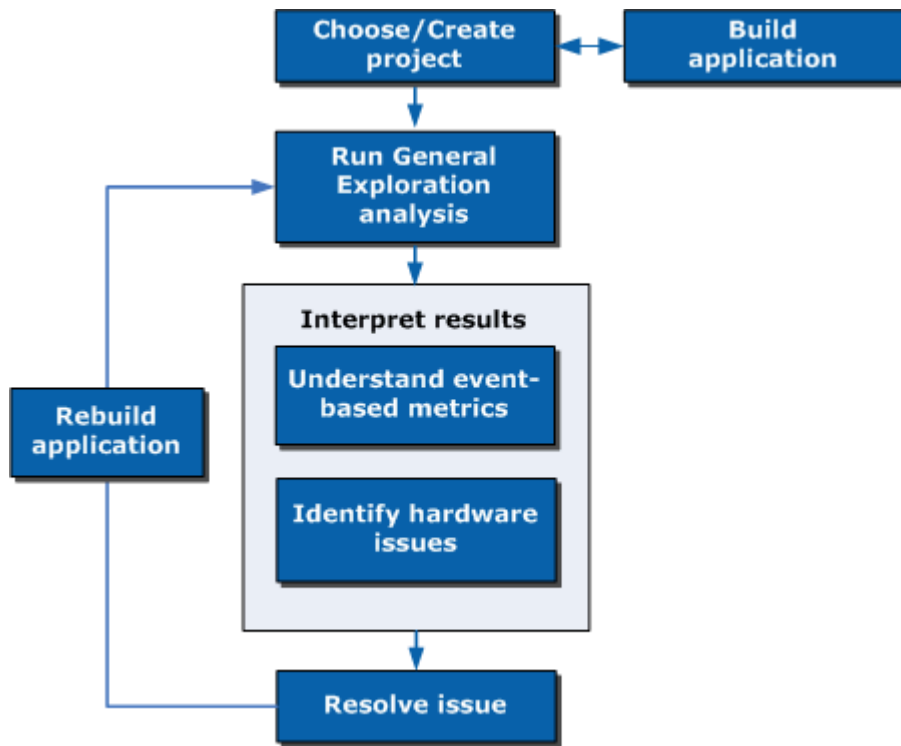 Choose/Create
project
Build
application
Run General
Exploration
analysis
Interpret results
Understand event-
based metrics
Rebuild
application
Identify hardware
issues
Resolve issue